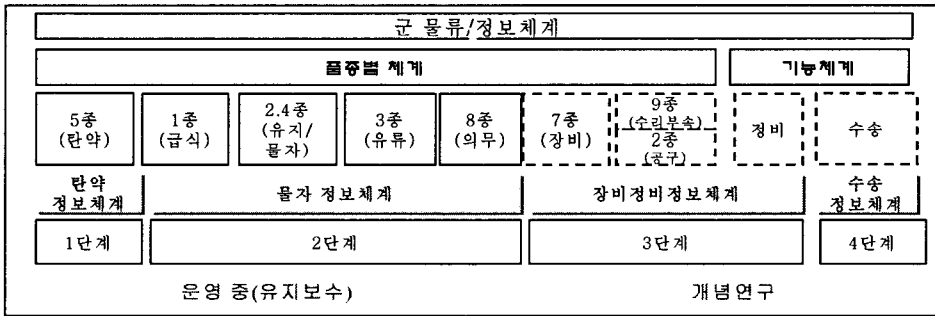 군 물류/정보체계
품종별 체계
기능체계
5종
(탄약)
1종
(급식)
2.4종
(유지/
물자)
3종
(유류)
8종
(의무)
7종
(장비)
9종
(수리부속)
2종
(공구)
정비
수송
탄약
정보체계
물자 정보체계
장비정비정보체계
수송
정보체계
1단계
2단계
3단계
4단계
운영 중(유지보수)
개념연구